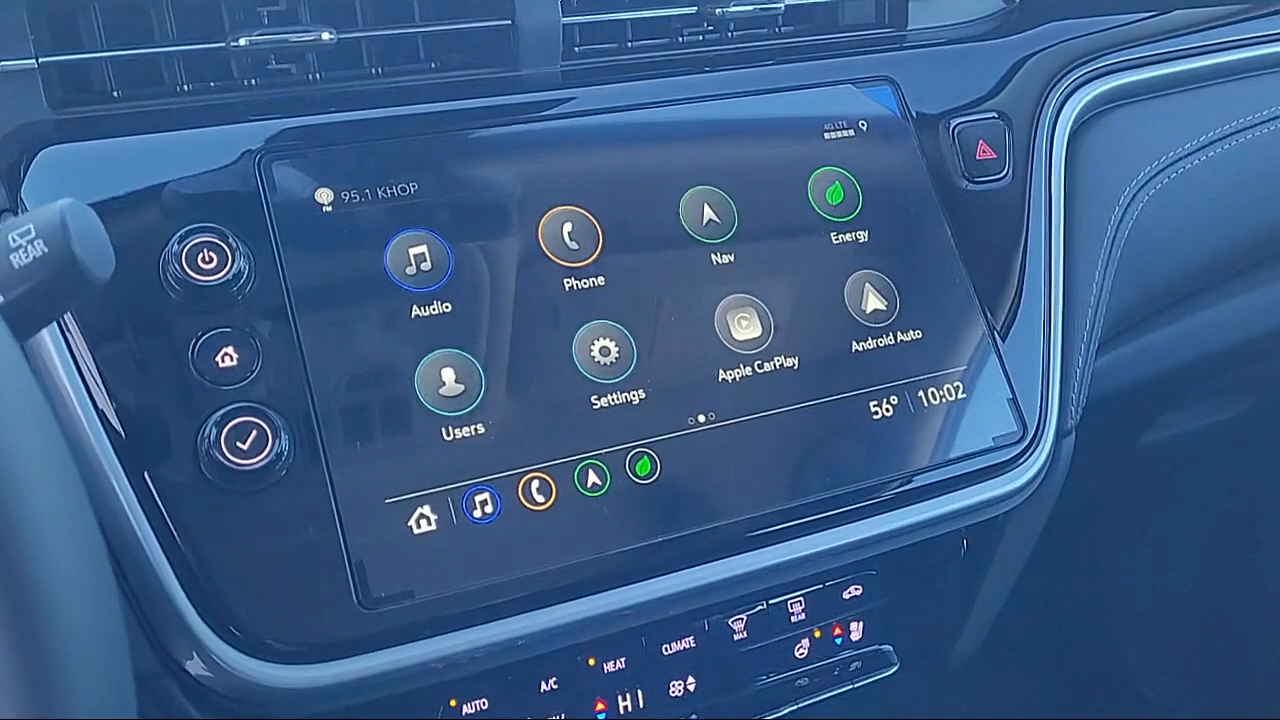 4G LTE
FM
95.1 KHOP
REAR
Audio
Phone
Nav
Energy
Users
Settings
Apple CarPlay
Android Auto
56° 10:02
MAX
REAR
CLIMATE
HEAT
A/C
AUTO
HI